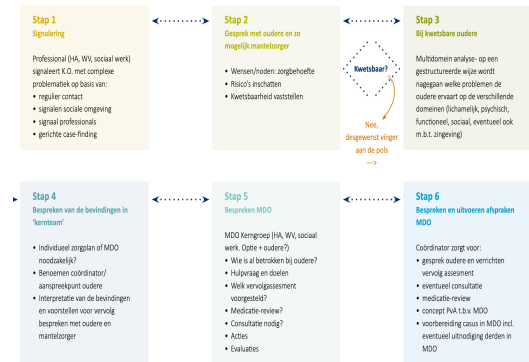 Stap 1
Signalering
Professional (HA, WV, sociaal werk)
signaleert K.O. met complexe
problematiek op basis van:
• regulier contact
• signalen sociale omgeving
• signaal professionals
• gerichte case-finding
Stap 2
Gesprek met oudere en zo
mogelijk mantelzorger
• Wensen/noden: zorgbehoefte
• Risico's inschatten
• Kwetsbaarheid vaststellen
Kwetsbaar?
Nee,
desgewenst vinger
aan de pols
--->
Stap 3
Bij kwetsbare oudere
Multidomein analyse- op een
gestructureerde wijze wordt
nagegaan welke problemen de
oudere ervaart op de verschillende
domeinen (lichamelijk, psychisch,
functioneel, sociaal, eventueel ook
m.b.t. zingeving)
Stap 4
Bespreken van de bevindingen in
'kernteam'
• Individueel zorgplan of MDO
noodzakelijk?
• Benoemen coördinator/
aanspreekpunt oudere
• Interpretatie van de bevindingen
en voorstellen voor vervolg
bespreken met oudere en
mantelzorger
Stap 5
Bespreken MDO
MDO Kerngroep (HA, WV, sociaal
werk. Optie + oudere?)
• Wie is al betrokken bij oudere?
• Hulpvraag en doelen
• Welk vervolgassesment
voorgesteld?
• Medicatie-review?
• Consultatie nodig?
• Acties
• Evaluaties
Stap 6
Bespreken en uitvoeren afspraken
MDO
Coördinator zorgt voor:
• gesprek oudere en verrichten
vervolg assesment
• eventueel consultatie
• medicatie-review
• concept PvA t.b.v. MDO
• voorbereiding casus in MDO incl.
eventueel uitnodiging derden in
MDO